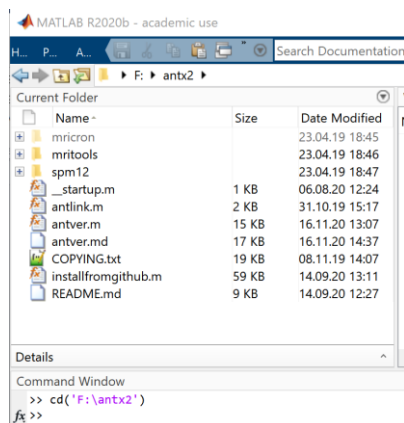 MATLAB R2020b - academic use
H... P... A... Search Documentation
F: antx2
Current Folder
Name Size Date Modified
mricron 23.04.19 18:45
mritools 23.04.19 18:46
spm12 23.04.19 18:47
__startup.m 1 KB 06.08.20 12:24
antlink.m 2 KB 31.10.19 15:17
antver.m 15 KB 16.11.20 13:07
antver.md 17 KB 16.11.20 14:37
COPYING.txt 19 KB 08.11.19 14:07
installfromgithub.m 59 KB 14.09.20 13:11
README.md 9 KB 14.09.20 12:27
Details
Command Window
>> cd('F:\antx2')
fx >>